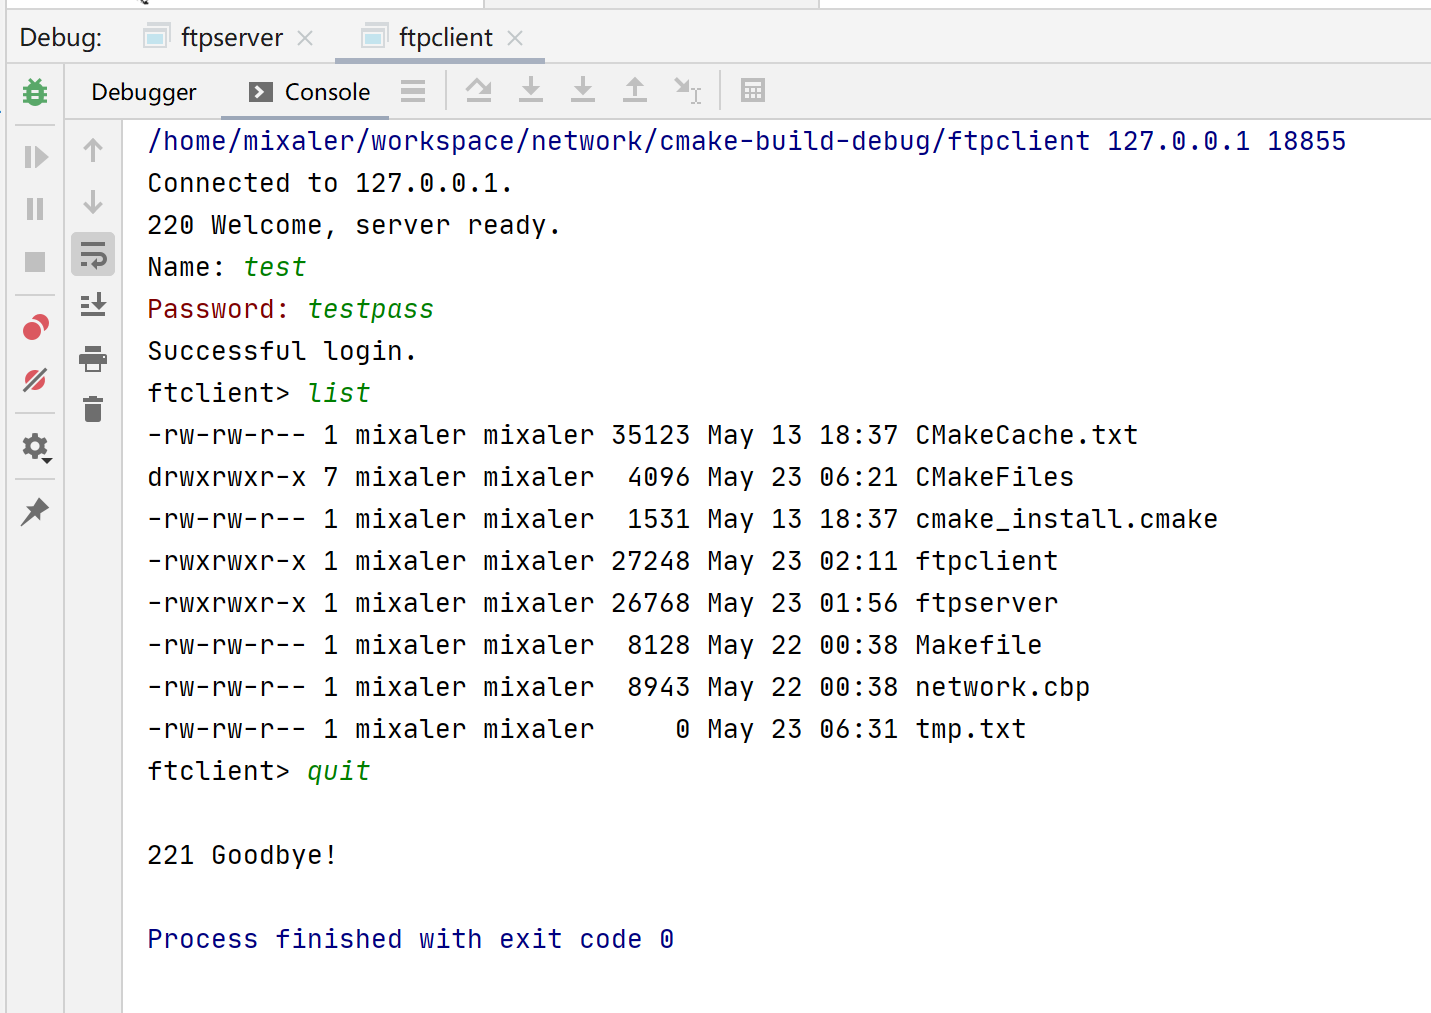 Debug: ftpserver ftpclient
Debugger Console
/home/mixaler/workspace/network/cmake-build-debug/ftpclient 127.0.0.1 18855
Connected to 127.0.0.1.
220 Welcome, server ready.
Name: test
Password: testpass
Successful login.
ftclient> list
-rw-rw-r-- 1 mixaler mixaler 35123 May 13 18:37 CMakeCache.txt
drwxrwxr-x 7 mixaler mixaler  4096 May 23 06:21 CMakeFiles
-rw-rw-r-- 1 mixaler mixaler  1531 May 13 18:37 cmake_install.cmake
-rwxrwxr-x 1 mixaler mixaler 27248 May 23 02:11 ftpclient
-rwxrwxr-x 1 mixaler mixaler 26768 May 23 01:56 ftpserver
-rw-rw-r-- 1 mixaler mixaler  8128 May 22 00:38 Makefile
-rw-rw-r-- 1 mixaler mixaler  8943 May 22 00:38 network.cbp
-rw-rw-r-- 1 mixaler mixaler     0 May 23 06:31 tmp.txt
ftclient> quit
221 Goodbye!
Process finished with exit code 0